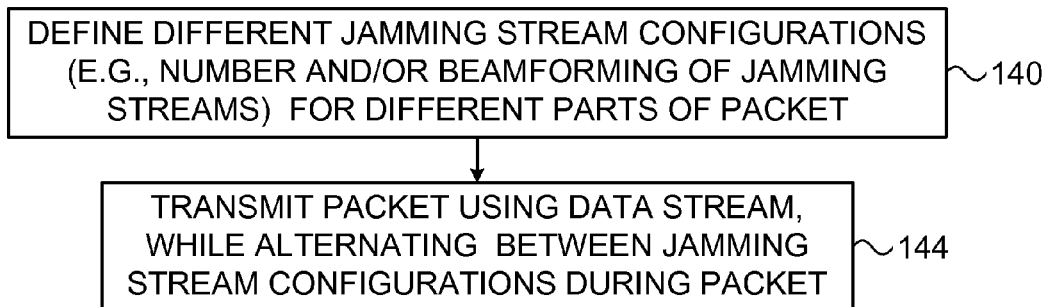 DEFINE DIFFERENT JAMMING STREAM CONFIGURATIONS
(E.G., NUMBER AND/OR BEAMFORMING OF JAMMING
STREAMS) FOR DIFFERENT PARTS OF PACKET
140
TRANSMIT PACKET USING DATA STREAM,
WHILE ALTERNATING BETWEEN JAMMING
STREAM CONFIGURATIONS DURING PACKET
144